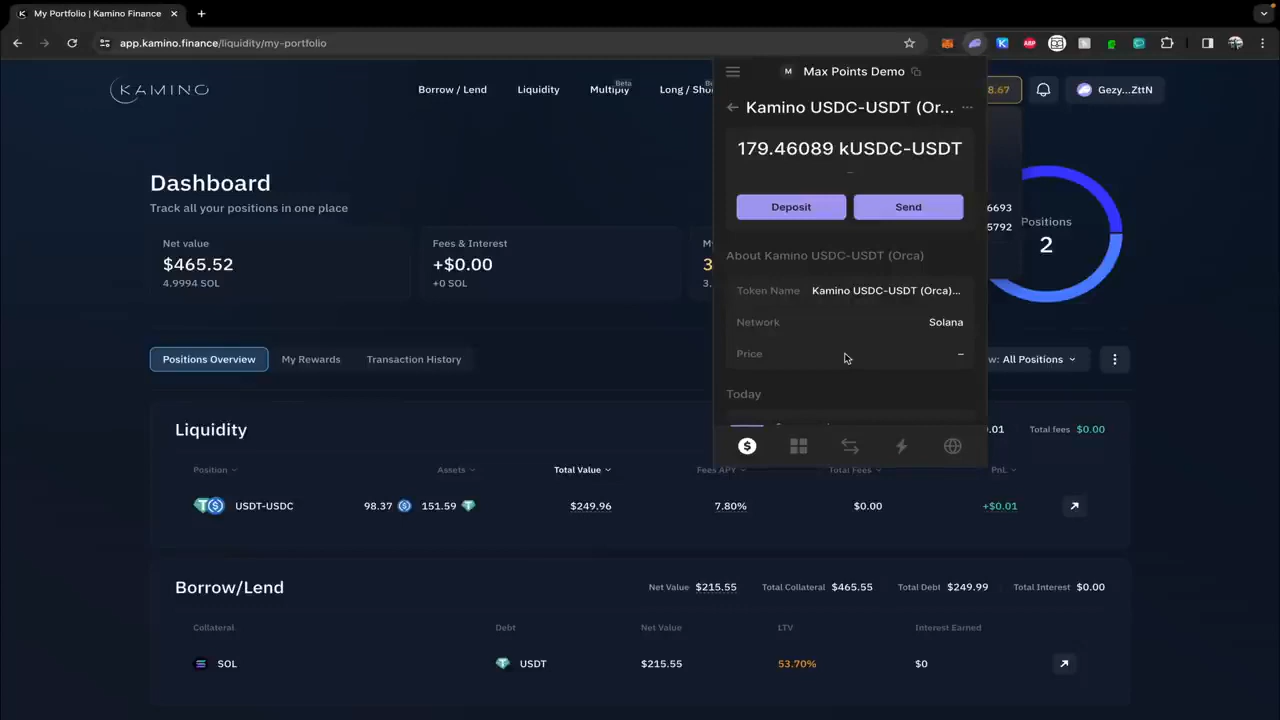 My Portfolio | Kamino Finance
app.kamino.finance/liquidity/my-portfolio
ABP
KAMINO
Borrow / Lend
Liquidity
Multiply
Beta
Long / Sho
8.67
Gezy...ZttN
M
Max Points Demo
Kamino USDC-USDT (Or...
179.46089 kUSDC-USDT
–
Deposit
Send
About Kamino USDC-USDT (Orca)
Token Name
Kamino USDC-USDT (Orca)...
Network
Solana
Price
–
Today
Dashboard
Track all your positions in one place
Net value
$465.52
4.9994 SOL
Fees & Interest
+$0.00
+0 SOL
M
3
3.
6693
5792
Positions
2
Positions Overview
My Rewards
Transaction History
w: All Positions
Liquidity
0.01
Total fees $0.00
Position
Assets
Total Value
Fees APY
Total Fees
PnL
USDT-USDC
98.37
151.59
$249.96
7.80%
$0.00
+$0.01
Borrow/Lend
Net Value $215.55
Total Collateral $465.55
Total Debt $249.99
Total Interest $0.00
Collateral
Debt
Net Value
LTV
Interest Earned
SOL
USDT
$215.55
53.70%
$0